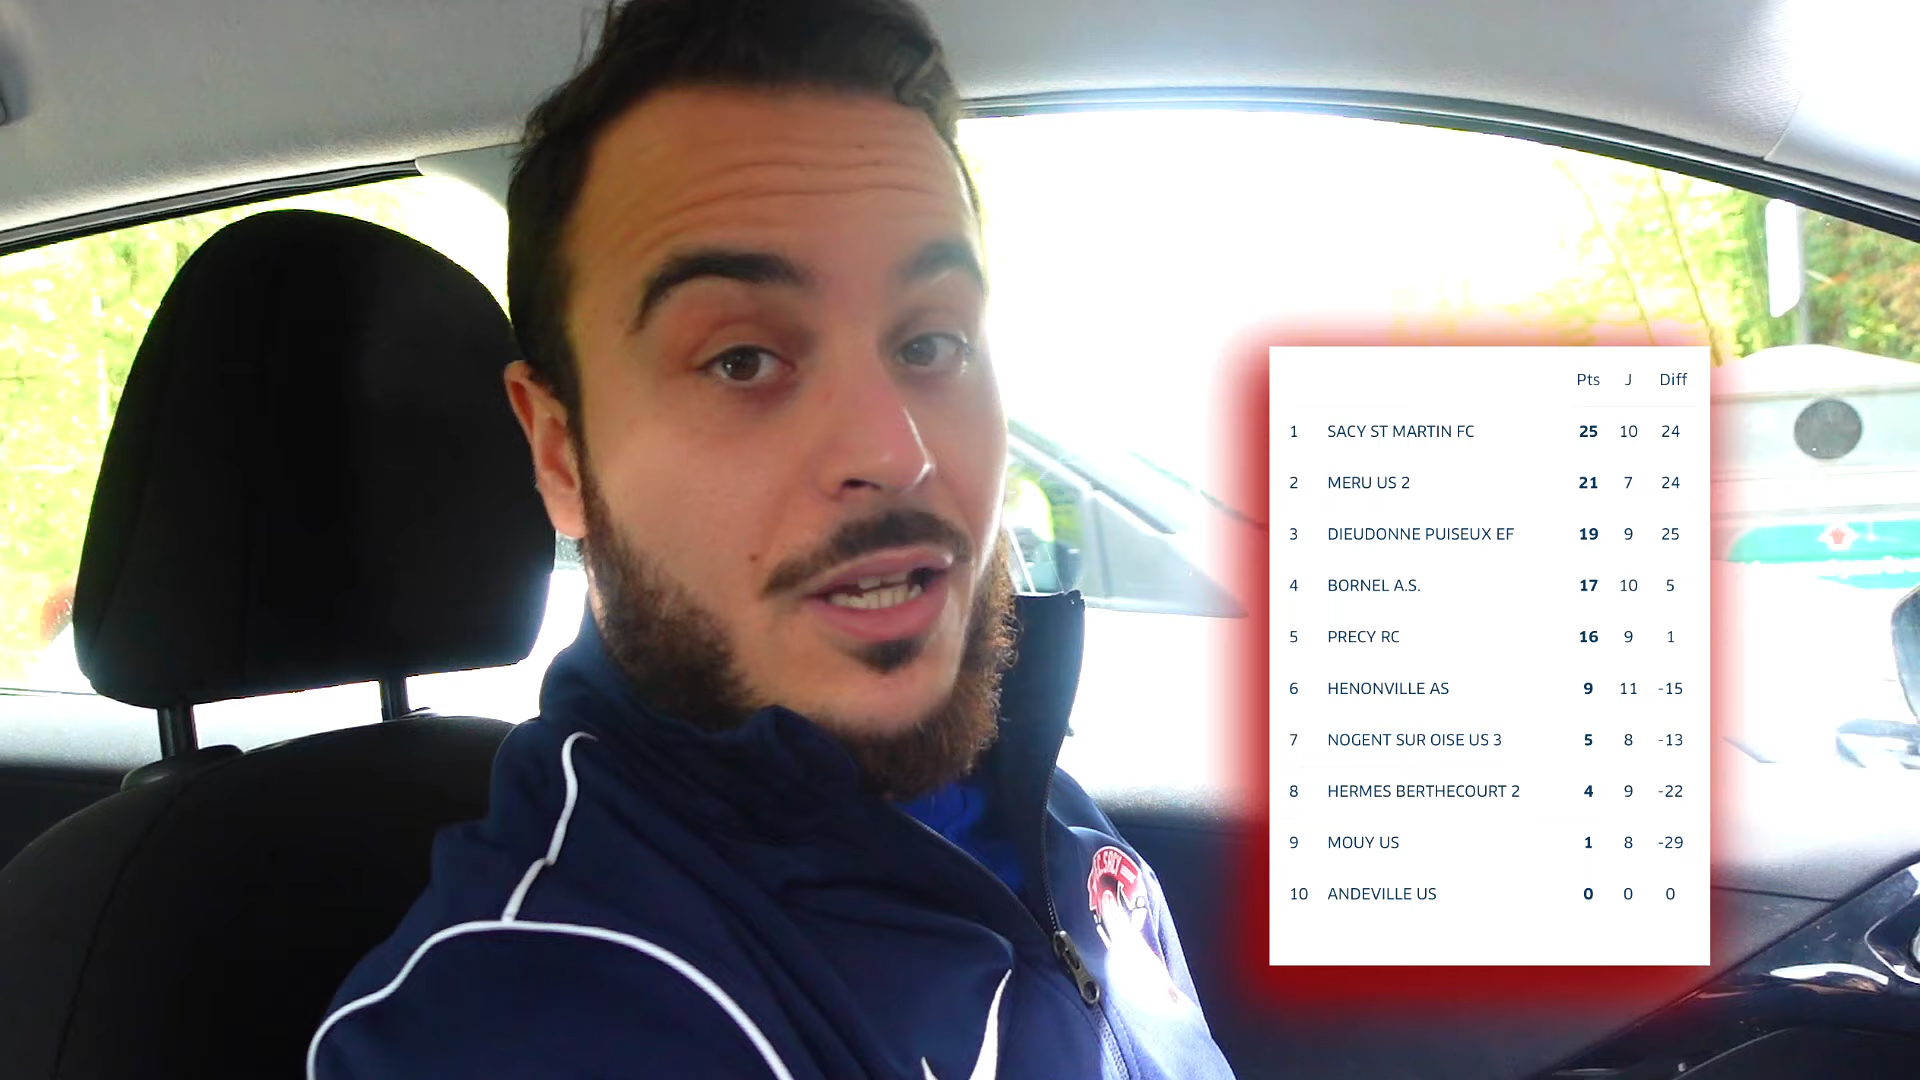 Pts J Diff
1 SACY ST MARTIN FC 25 10 24
2 MERU US 2 21 7 24
3 DIEUDONNE PUISEUX EF 19 9 25
4 BORNEL A.S. 17 10 5
5 PRECY RC 16 9 1
6 HENONVILLE AS 9 11 -15
7 NOGENT SUR OISE US 3 5 8 -13
8 HERMES BERTHECOURT 2 4 9 -22
9 MOUY US 1 8 -29
10 ANDEVILLE US 0 0 0